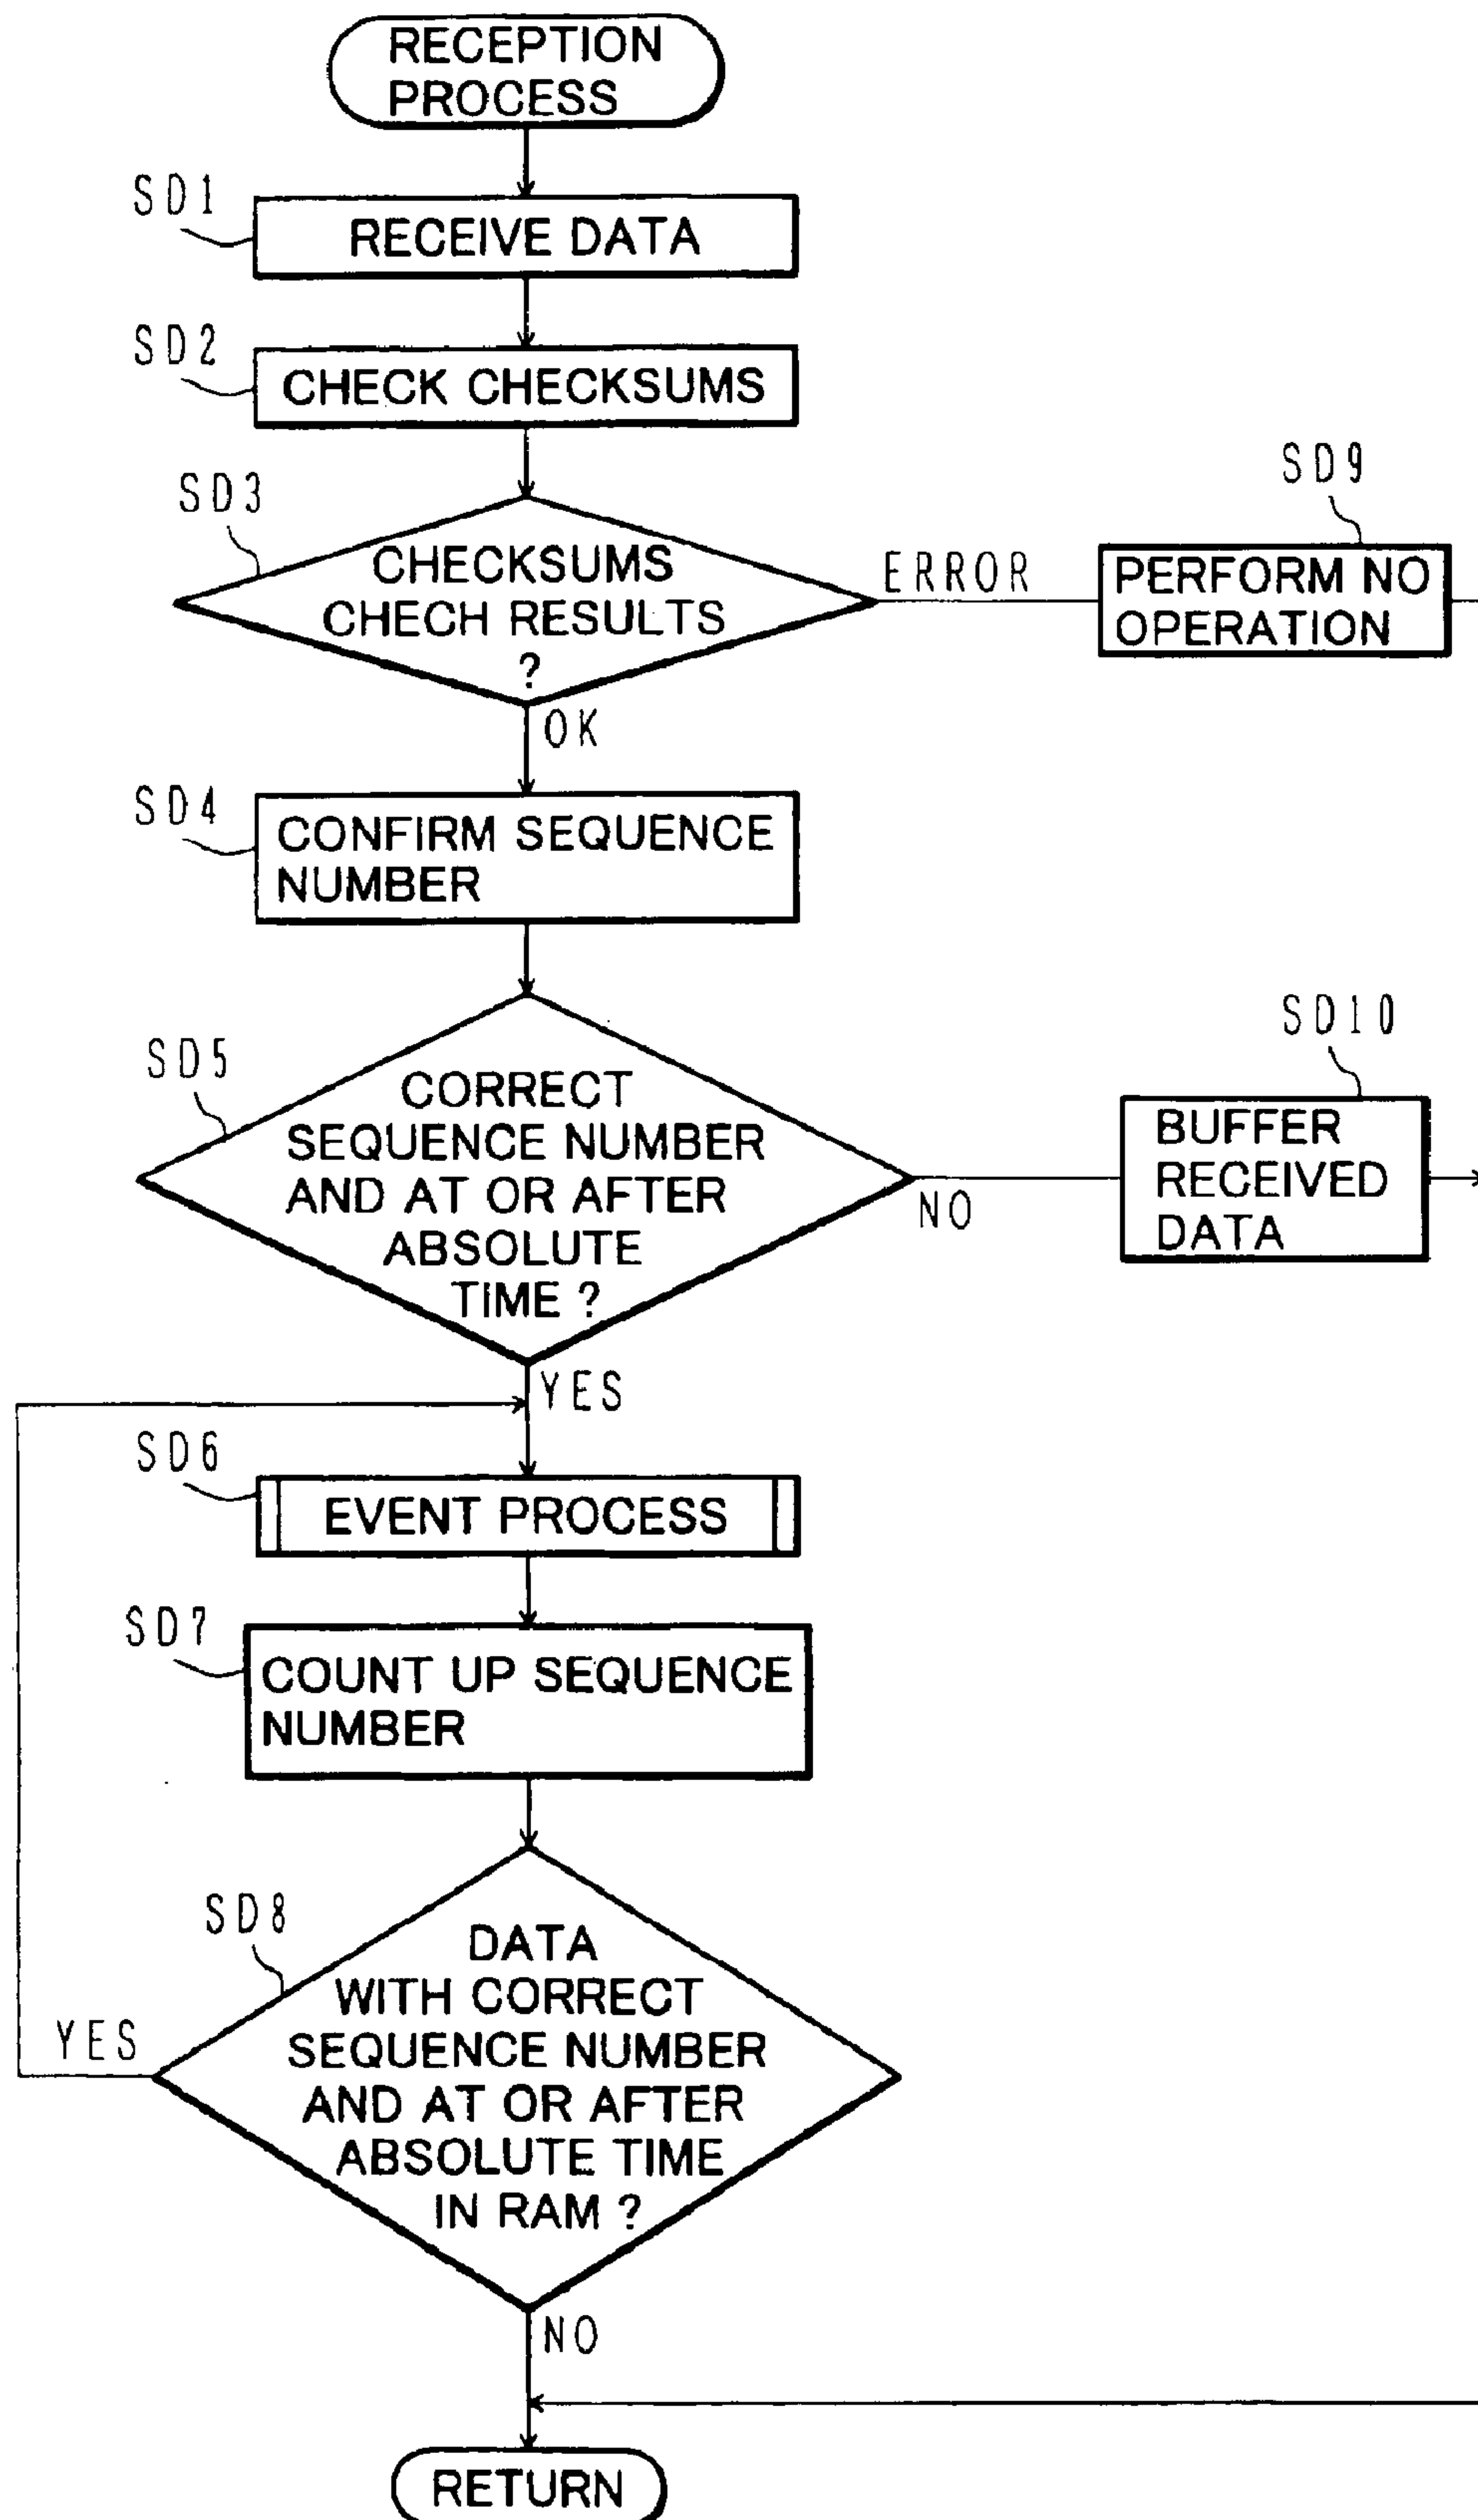 RECEPTION
PROCESS
SD1
RECEIVE DATA
SD2
CHECK CHECKSUMS
SD3
CHECKSUMS
CHECH RESULTS
?
ERROR
SD9
PERFORM NO
OPERATION
OK
SD4
CONFIRM SEQUENCE
NUMBER
SD5
CORRECT
SEQUENCE NUMBER
AND AT OR AFTER
ABSOLUTE
TIME ?
NO
SD10
BUFFER
RECEIVED
DATA
YES
SD6
EVENT PROCESS
SD7
COUNT UP SEQUENCE
NUMBER
SD8
DATA
WITH CORRECT
SEQUENCE NUMBER
AND AT OR AFTER
ABSOLUTE TIME
IN RAM ?
YES
NO
RETURN